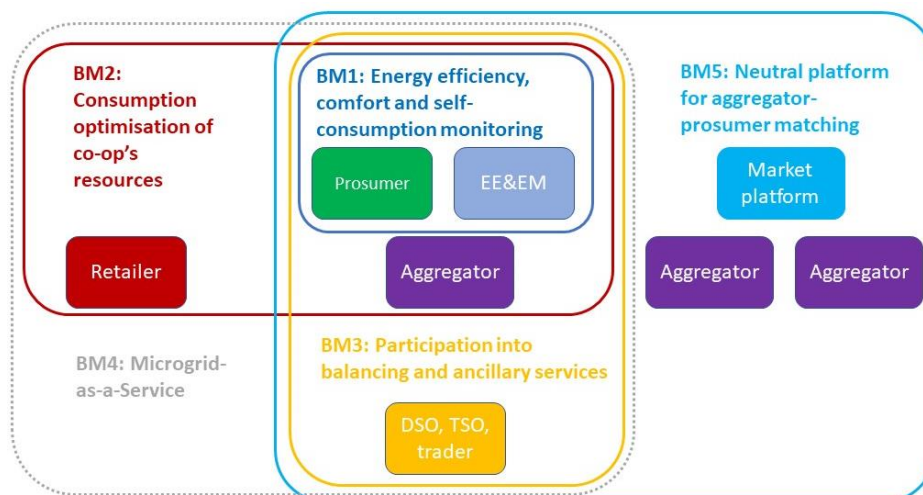 BM2:
Consumption
optimisation of
co-op's
resources
BM1: Energy efficiency,
comfort and self-
consumption monitoring
BM5: Neutral platform
for aggregator-
prosumer matching
Prosumer
EE&EM
Market
platform
Retailer
Aggregator
Aggregator
Aggregator
BM4: Microgrid-
as-a-Service
BM3: Participation into
balancing and ancillary services
DSO, TSO,
trader